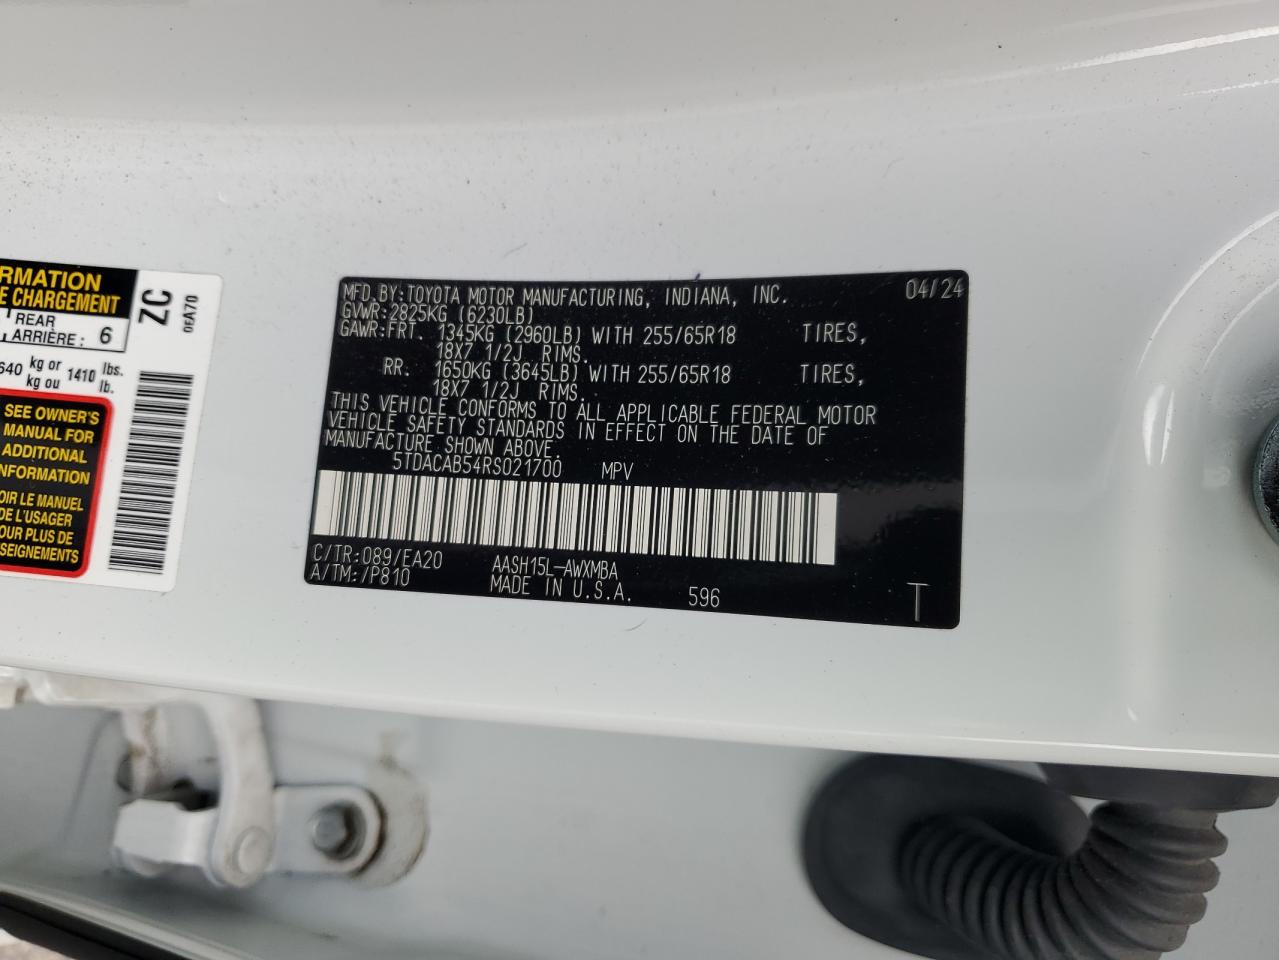 RMATION
E CHARGEMENT
REAR
ARRIÈRE : 6
640 kg or 1410 lbs.
kg ou lb.
SEE OWNER'S
MANUAL FOR
ADDITIONAL
NFORMATION
OIR LE MANUEL
DE L'USAGER
OUR PLUS DE
SEIGNEMENTS
ZC
0EA70
MFD.BY:TOYOTA MOTOR MANUFACTURING, INDIANA, INC. 04/24
GVWR:2825KG (6230LB)
GAWR:FRT. 1345KG (2960LB) WITH 255/65R18 TIRES,
18X7 1/2J RIMS.
RR. 1650KG (3645LB) WITH 255/65R18 TIRES,
18X7 1/2J RIMS.
THIS VEHICLE CONFORMS TO ALL APPLICABLE FEDERAL MOTOR
VEHICLE SAFETY STANDARDS IN EFFECT ON THE DATE OF
MANUFACTURE SHOWN ABOVE.
5TDACAB54RS021700 MPV
C/TR:089/EA20 AASH15L-AWXMBA
A/TM:/P810 MADE IN U.S.A. 596
T